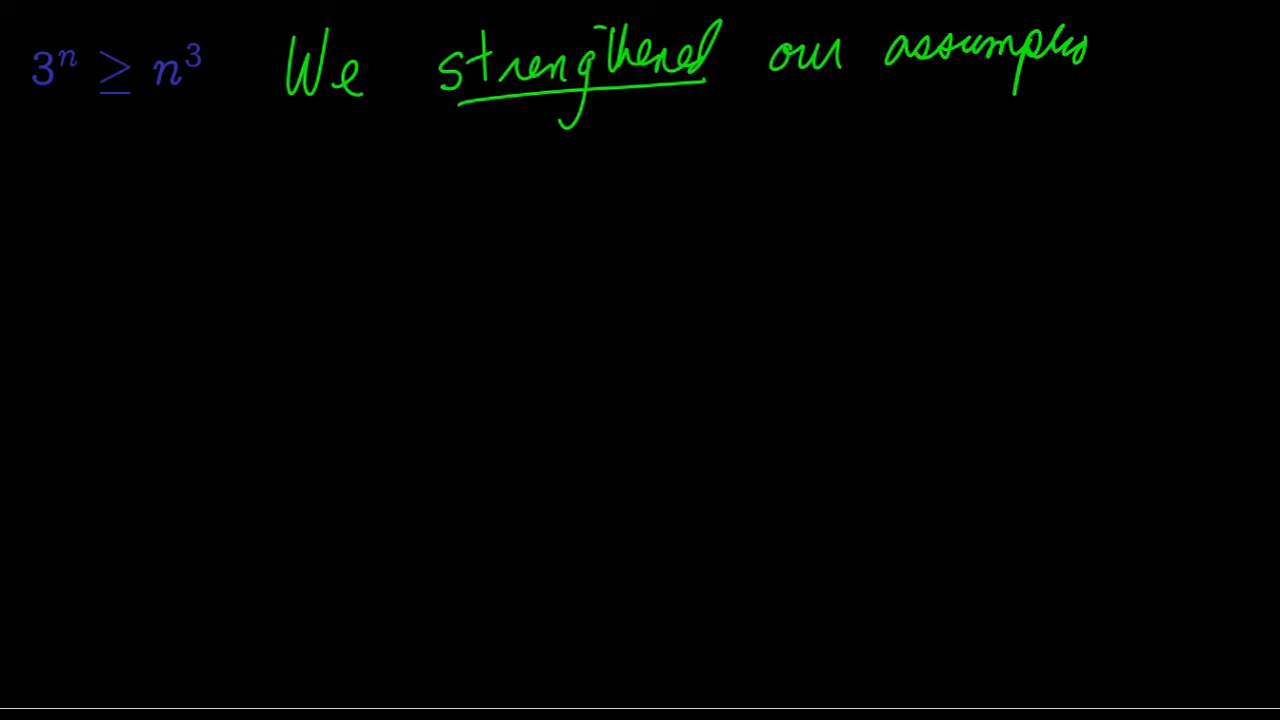 3^n ≥ n^3 We strengthened our